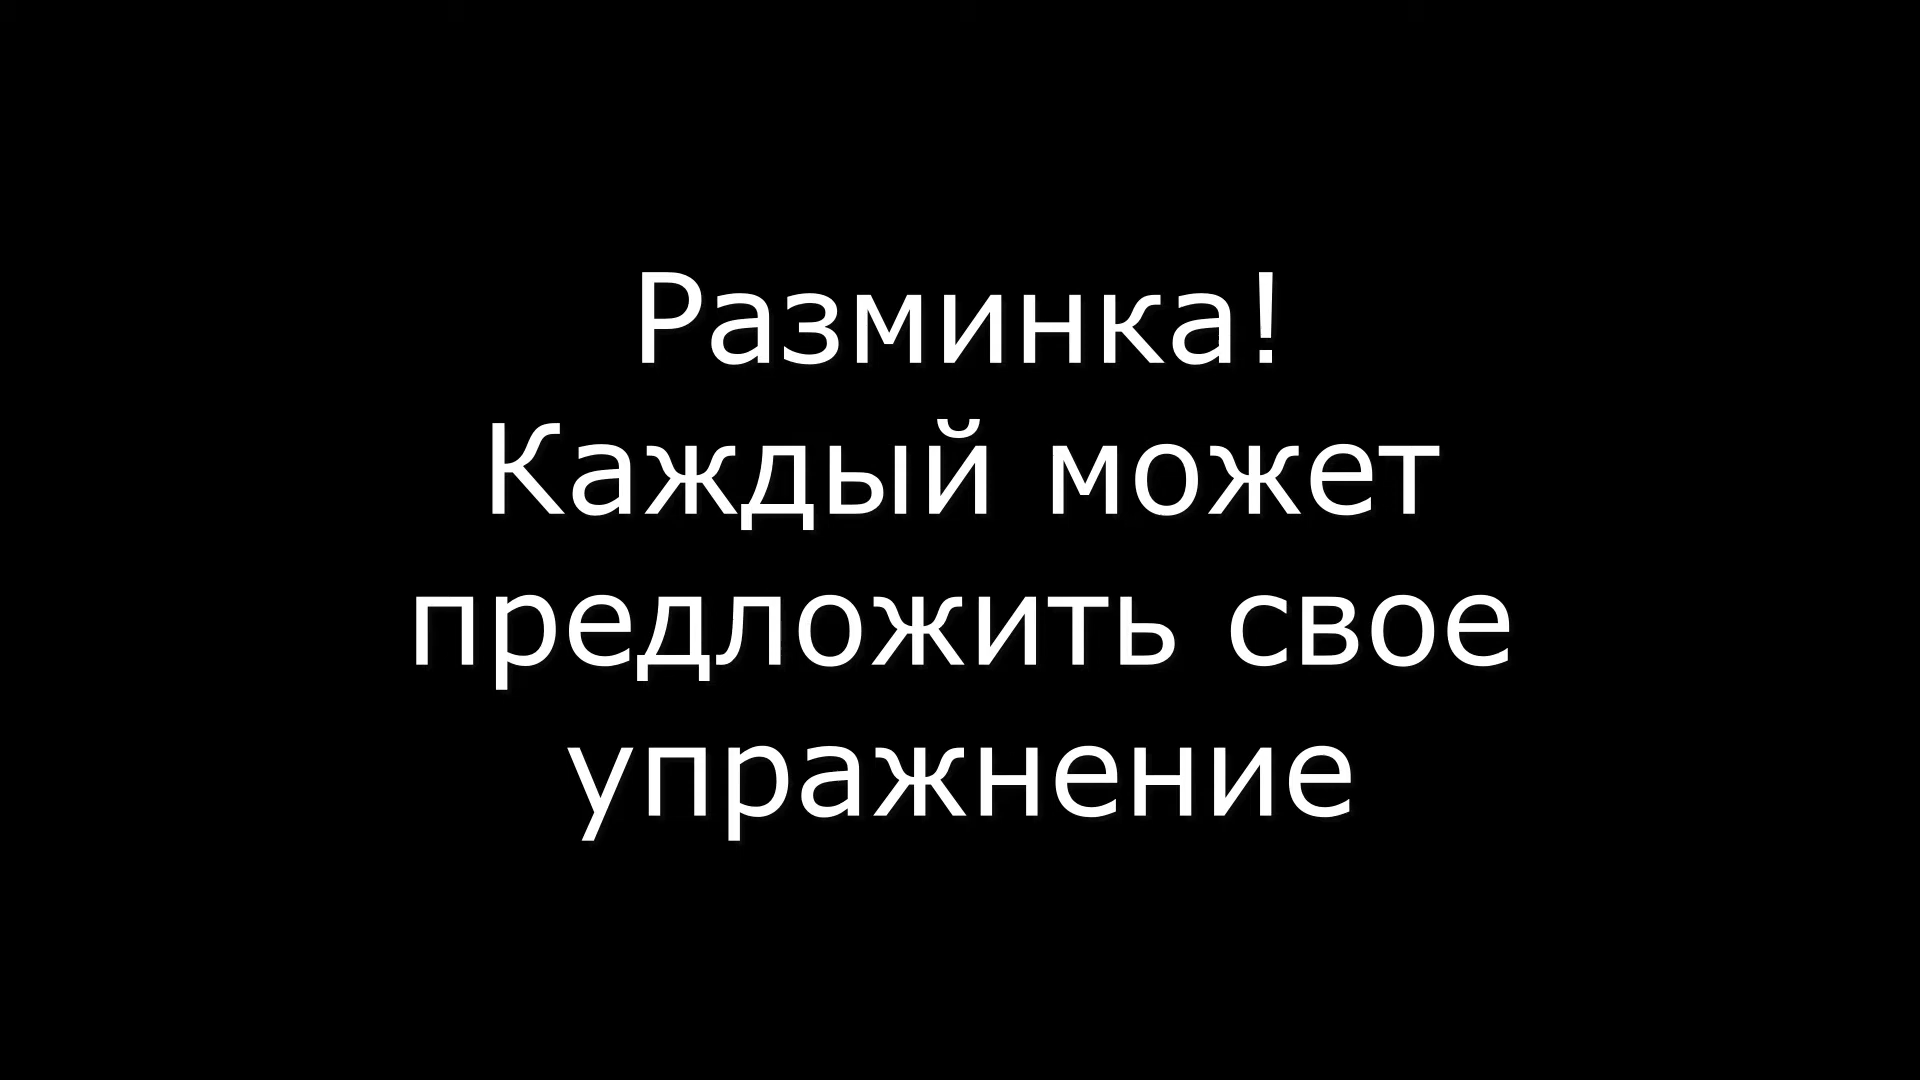 Разминка!
Каждый может
предложить свое
упражнение